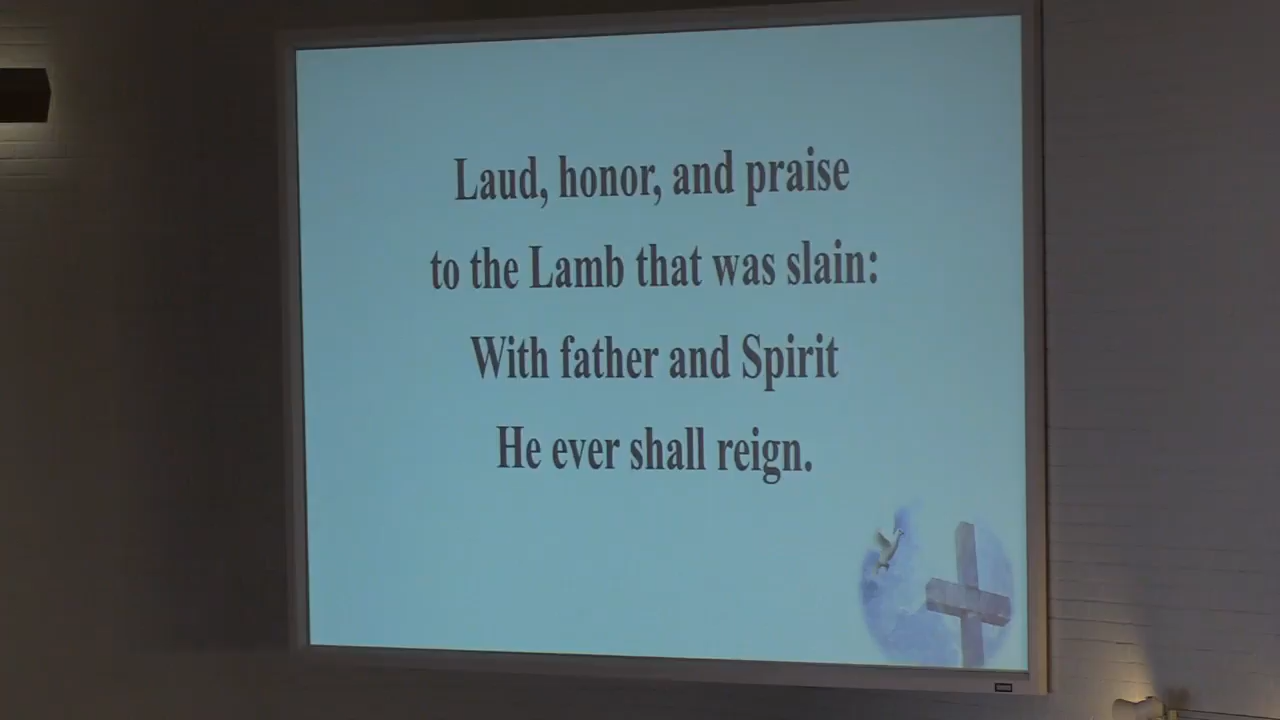 Laud, honor, and praise
to the Lamb that was slain:
With father and Spirit
He ever shall reign.